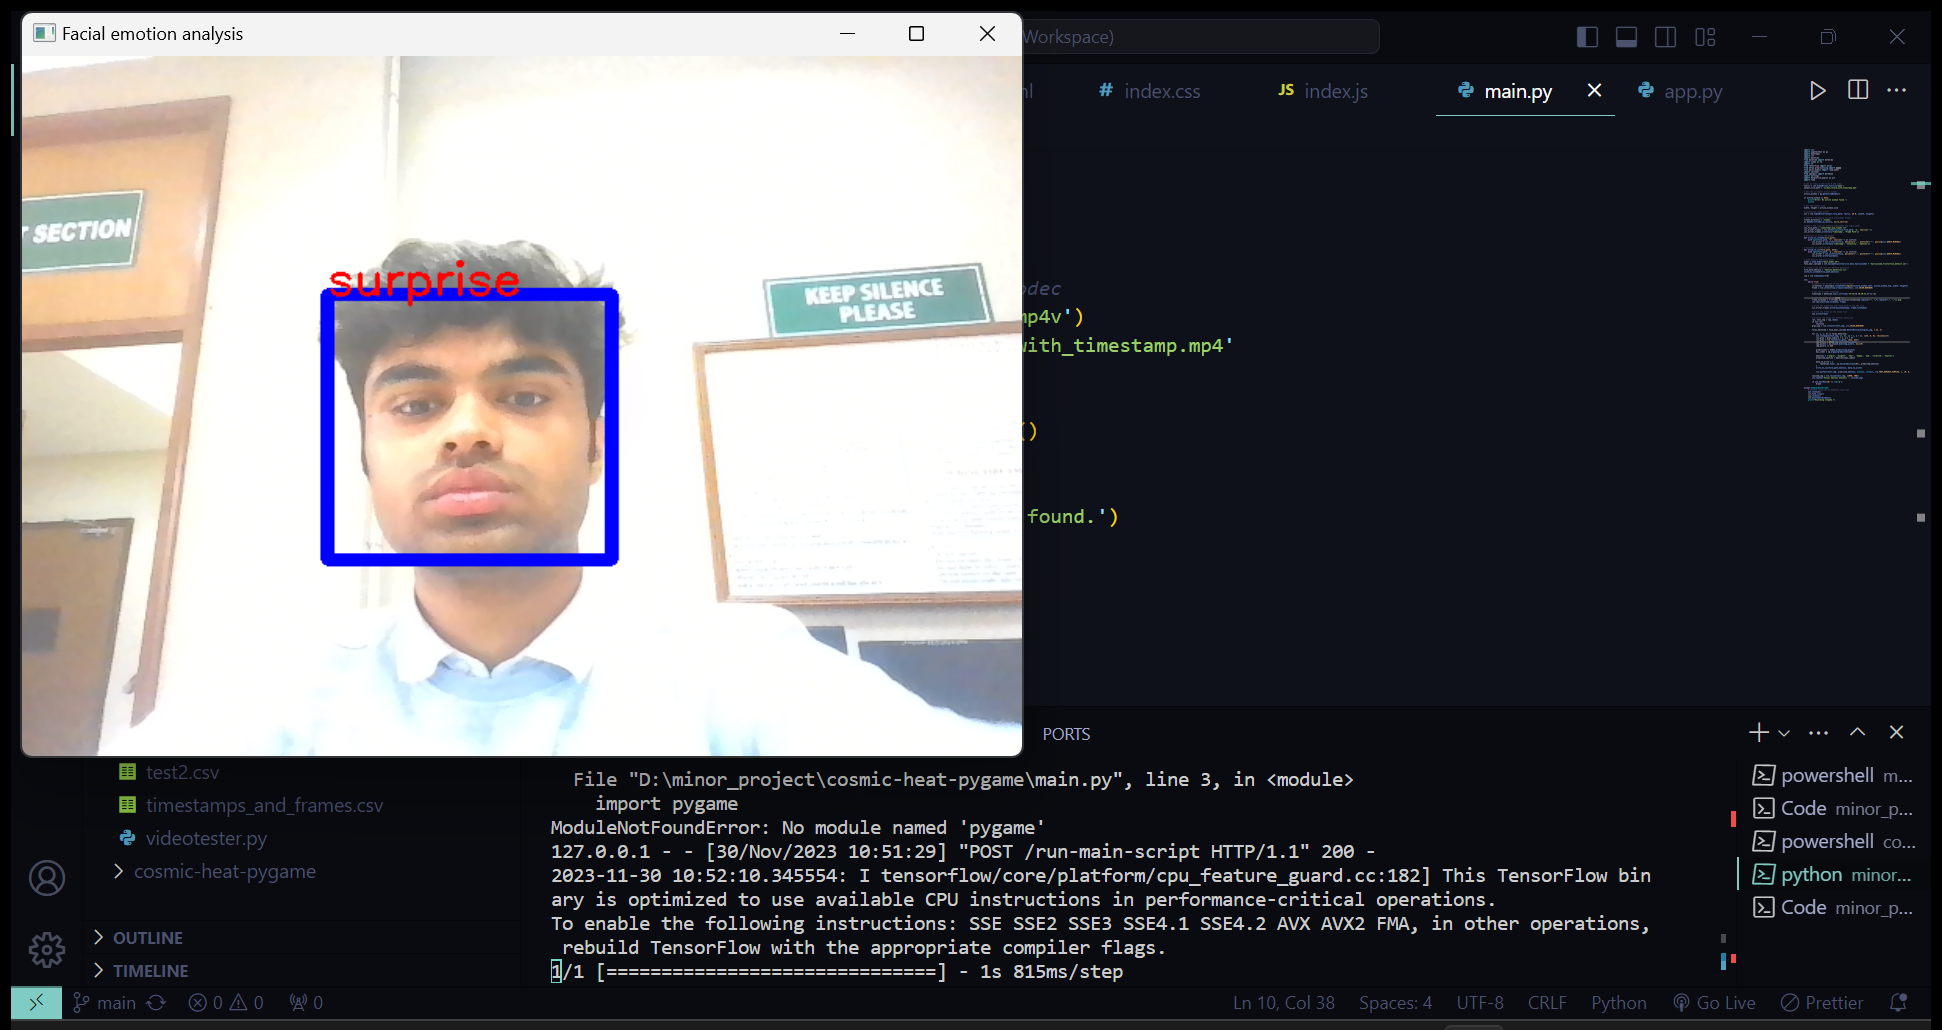 Facial emotion analysis
Workspace)
index.css
JS index.js
main.py
app.py
SECTION
surprise
KEEP SILENCE
PLEASE
odec
mp4v')
with_timestamp.mp4'
()
found.')
PORTS
test2.csv
timestamps_and_frames.csv
videotester.py
cosmic-heat-pygame
OUTLINE
TIMELINE
File "D:\minor_project\cosmic-heat-pygame\main.py", line 3, in <module>
import pygame
ModuleNotFoundError: No module named 'pygame'
127.0.0.1 - - [30/Nov/2023 10:51:29] "POST /run-main-script HTTP/1.1" 200 -
2023-11-30 10:52:10.345554: I tensorflow/core/platform/cpu_feature_guard.cc:182] This TensorFlow bin
ary is optimized to use available CPU instructions in performance-critical operations.
To enable the following instructions: SSE SSE2 SSE3 SSE4.1 SSE4.2 AVX AVX2 FMA, in other operations,
rebuild TensorFlow with the appropriate compiler flags.
1/1 [==============================] - 1s 815ms/step
powershell m...
Code minor_p...
powershell co...
python minor...
Code minor_p...
main 0 0 0
Ln 10, Col 38 Spaces: 4 UTF-8 CRLF Python Go Live Prettier